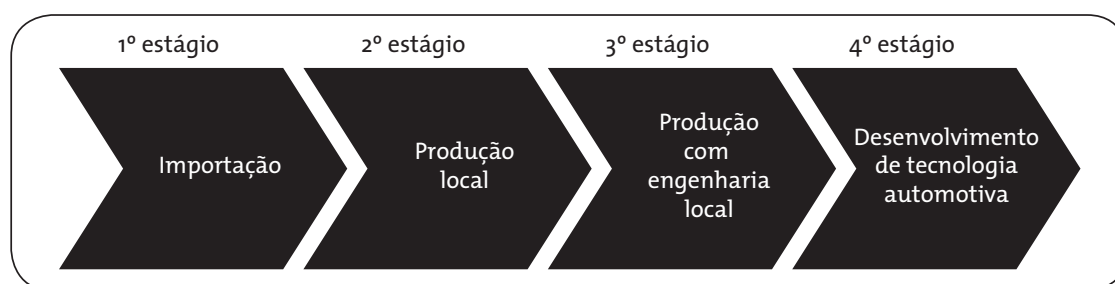 1º estágio
2º estágio
3º estágio
4º estágio
Importação
Produção
local
Produção
com
engenharia
local
Desenvolvimento
de tecnologia
automotiva